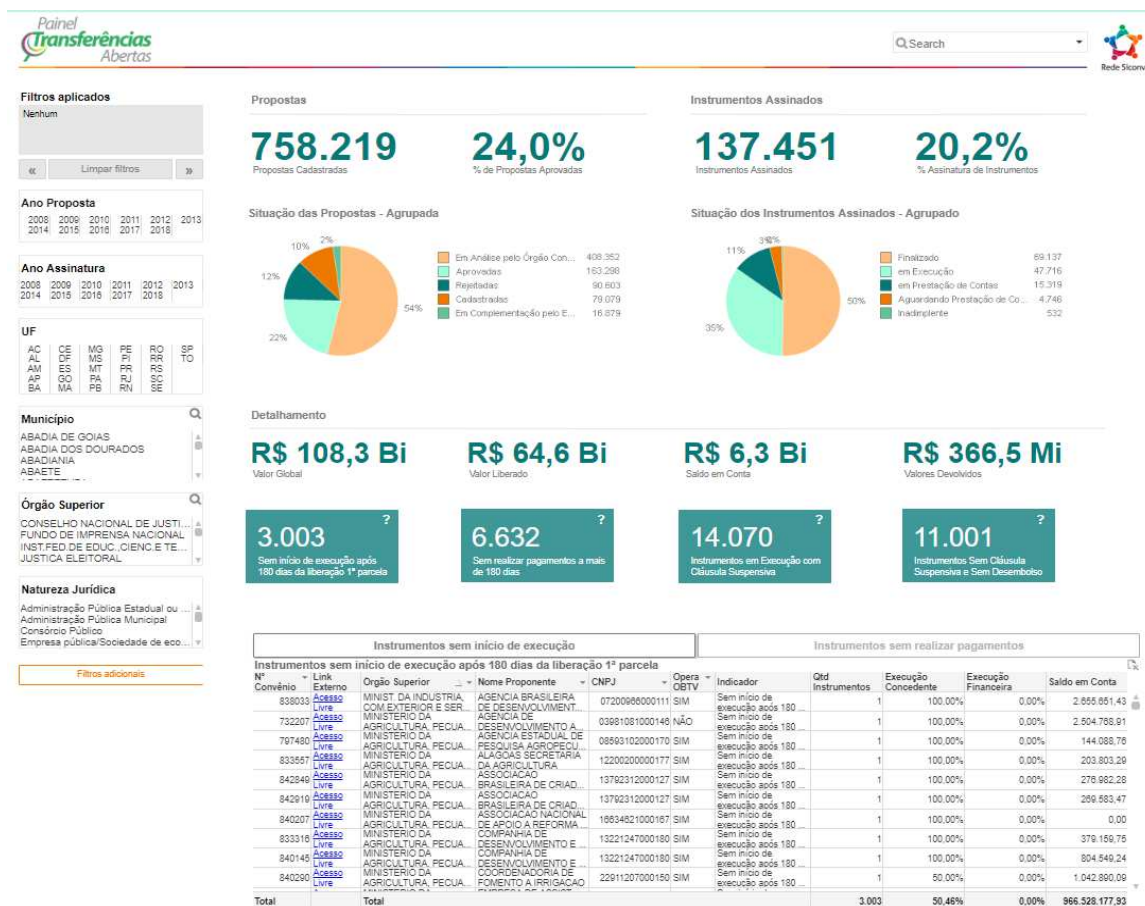 Painel
Transferências
Abertas
Search
Rede Siconv
Filtros aplicados
Nenhum
« Limpar filtros »
Ano Proposta
2008 2009 2010 2011 2012 2013
2014 2015 2016 2017 2018
Ano Assinatura
2008 2009 2010 2011 2012 2013
2014 2015 2016 2017 2018
UF
AC CE MG PE RO SP
AL DF MS PI RR TO
AM ES MT PR RS
AP GO PA RJ SC
BA MA PB RN SE
Município
ABADIA DE GOIAS
ABADIA DOS DOURADOS
ABADIANIA
ABAETE
Órgão Superior
CONSELHO NACIONAL DE JUSTI...
FUNDO DE IMPRENSA NACIONAL
INST.FED.DE EDUC.,CIENC.E TE...
JUSTICA ELEITORAL
Natureza Jurídica
Administração Pública Estadual ou ...
Administração Pública Municipal
Consórcio Público
Empresa pública/Sociedade de eco...
Filtros adicionais
Propostas
758.219 24,0%
Propostas Cadastradas % de Propostas Aprovadas
Instrumentos Assinados
137.451 20,2%
Instrumentos Assinados % Assinatura de Instrumentos
Situação das Propostas - Agrupada
10% 2%
12%
54%
22%
Em Análise pelo Órgão Con... 408.352
Aprovadas 163.298
Rejeitadas 90.603
Cadastradas 79.079
Em Complementação pelo E... 16.879
Situação dos Instrumentos Assinados - Agrupado
11% 3%
50%
35%
Finalizado 69.137
em Execução 47.716
em Prestação de Contas 15.319
Aguardando Prestação de Co... 4.746
Inadimplente 532
Detalhamento
R$ 108,3 Bi R$ 64,6 Bi R$ 6,3 Bi R$ 366,5 Mi
Valor Global Valor Liberado Saldo em Conta Valores Devolvidos
? ? ? ?
3.003 6.632 14.070 11.001
Sem início de execução após Sem realizar pagamentos a mais Instrumentos em Execução com Instrumentos Sem Cláusula
180 dias da liberação 1ª parcela de 180 dias Cláusula Suspensiva Suspensiva e Sem Desembolso
Instrumentos sem início de execução Instrumentos sem realizar pagamentos
Instrumentos sem início de execução após 180 dias da liberação 1ª parcela
N° Link Opera Qtd Execução Execução
Convênio Externo Orgão Superior Nome Proponente CNPJ OBTV Indicador Instrumentos Concedente Financeira Saldo em Conta
838033 Acesso MINIST. DA INDUSTRIA, AGENCIA BRASILEIRA 07200966000111 SIM Sem início de 1 100,00% 0,00% 2.655.651,43
Livre COM.EXTERIOR E SER... DE DESENVOLVIMENT... execução após 180 ...
732207 Acesso MINISTERIO DA AGENCIA DE 03981081000146 NÃO Sem início de 1 100,00% 0,00% 2.504.768,91
Livre AGRICULTURA, PECUA... DESENVOLVIMENTO A... execução após 180 ...
797480 Acesso MINISTERIO DA AGENCIA ESTADUAL DE 08593102000170 SIM Sem início de 1 100,00% 0,00% 144.088,76
Livre AGRICULTURA, PECUA... PESQUISA AGROPECU... execução após 180 ...
833557 Acesso MINISTERIO DA ALAGOAS SECRETARIA 12200200000177 SIM Sem início de 1 100,00% 0,00% 203.803,29
Livre AGRICULTURA, PECUA... DA AGRICULTURA execução após 180 ...
842849 Acesso MINISTERIO DA ASSOCIACAO 13792312000127 SIM Sem início de 1 100,00% 0,00% 276.982,28
Livre AGRICULTURA, PECUA... BRASILEIRA DE CRIAD... execução após 180 ...
842919 Acesso MINISTERIO DA ASSOCIACAO 13792312000127 SIM Sem início de 1 100,00% 0,00% 269.583,47
Livre AGRICULTURA, PECUA... BRASILEIRA DE CRIAD... execução após 180 ...
840207 Acesso MINISTERIO DA ASSOCIACAO NACIONAL 16634621000167 SIM Sem início de 1 100,00% 0,00% 0,00
Livre AGRICULTURA, PECUA... DE APOIO A REFORMA ... execução após 180 ...
833316 Acesso MINISTERIO DA COMPANHIA DE 13221247000180 SIM Sem início de 1 100,00% 0,00% 379.159,75
Livre AGRICULTURA, PECUA... DESENVOLVIMENTO E ... execução após 180 ...
840145 Acesso MINISTERIO DA COMPANHIA DE 13221247000180 SIM Sem início de 1 100,00% 0,00% 804.549,24
Livre AGRICULTURA, PECUA... DESENVOLVIMENTO E ... execução após 180 ...
840290 Acesso MINISTERIO DA COORDENADORIA DE 22911207000150 SIM Sem início de 1 50,00% 0,00% 1.042.890,09
Livre AGRICULTURA, PECUA... FOMENTO A IRRIGACAO execução após 180 ...
Total Total 3.003 50,46% 0,00% 966.528.177,93